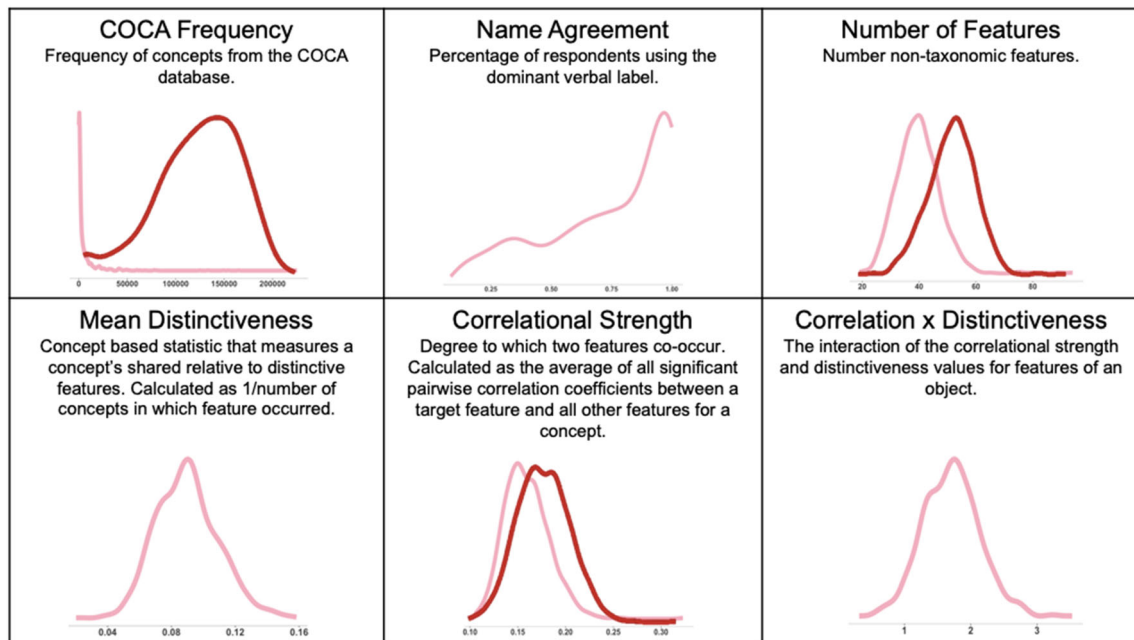 COCA Frequency
Frequency of concepts from the COCA
database.
0 50000 100000 150000 200000
Name Agreement
Percentage of respondents using the
dominant verbal label.
0.25 0.50 0.75 1.00
Number of Features
Number non-taxonomic features.
20 40 60 80
Mean Distinctiveness
Concept based statistic that measures a
concept's shared relative to distinctive
features. Calculated as 1/number of
concepts in which feature occurred.
0.04 0.08 0.12 0.16
Correlational Strength
Degree to which two features co-occur.
Calculated as the average of all significant
pairwise correlation coefficients between a
target feature and all other features for a
concept.
0.10 0.15 0.20 0.25 0.30
Correlation x Distinctiveness
The interaction of the correlational strength
and distinctiveness values for features of an
object.
1 2 3